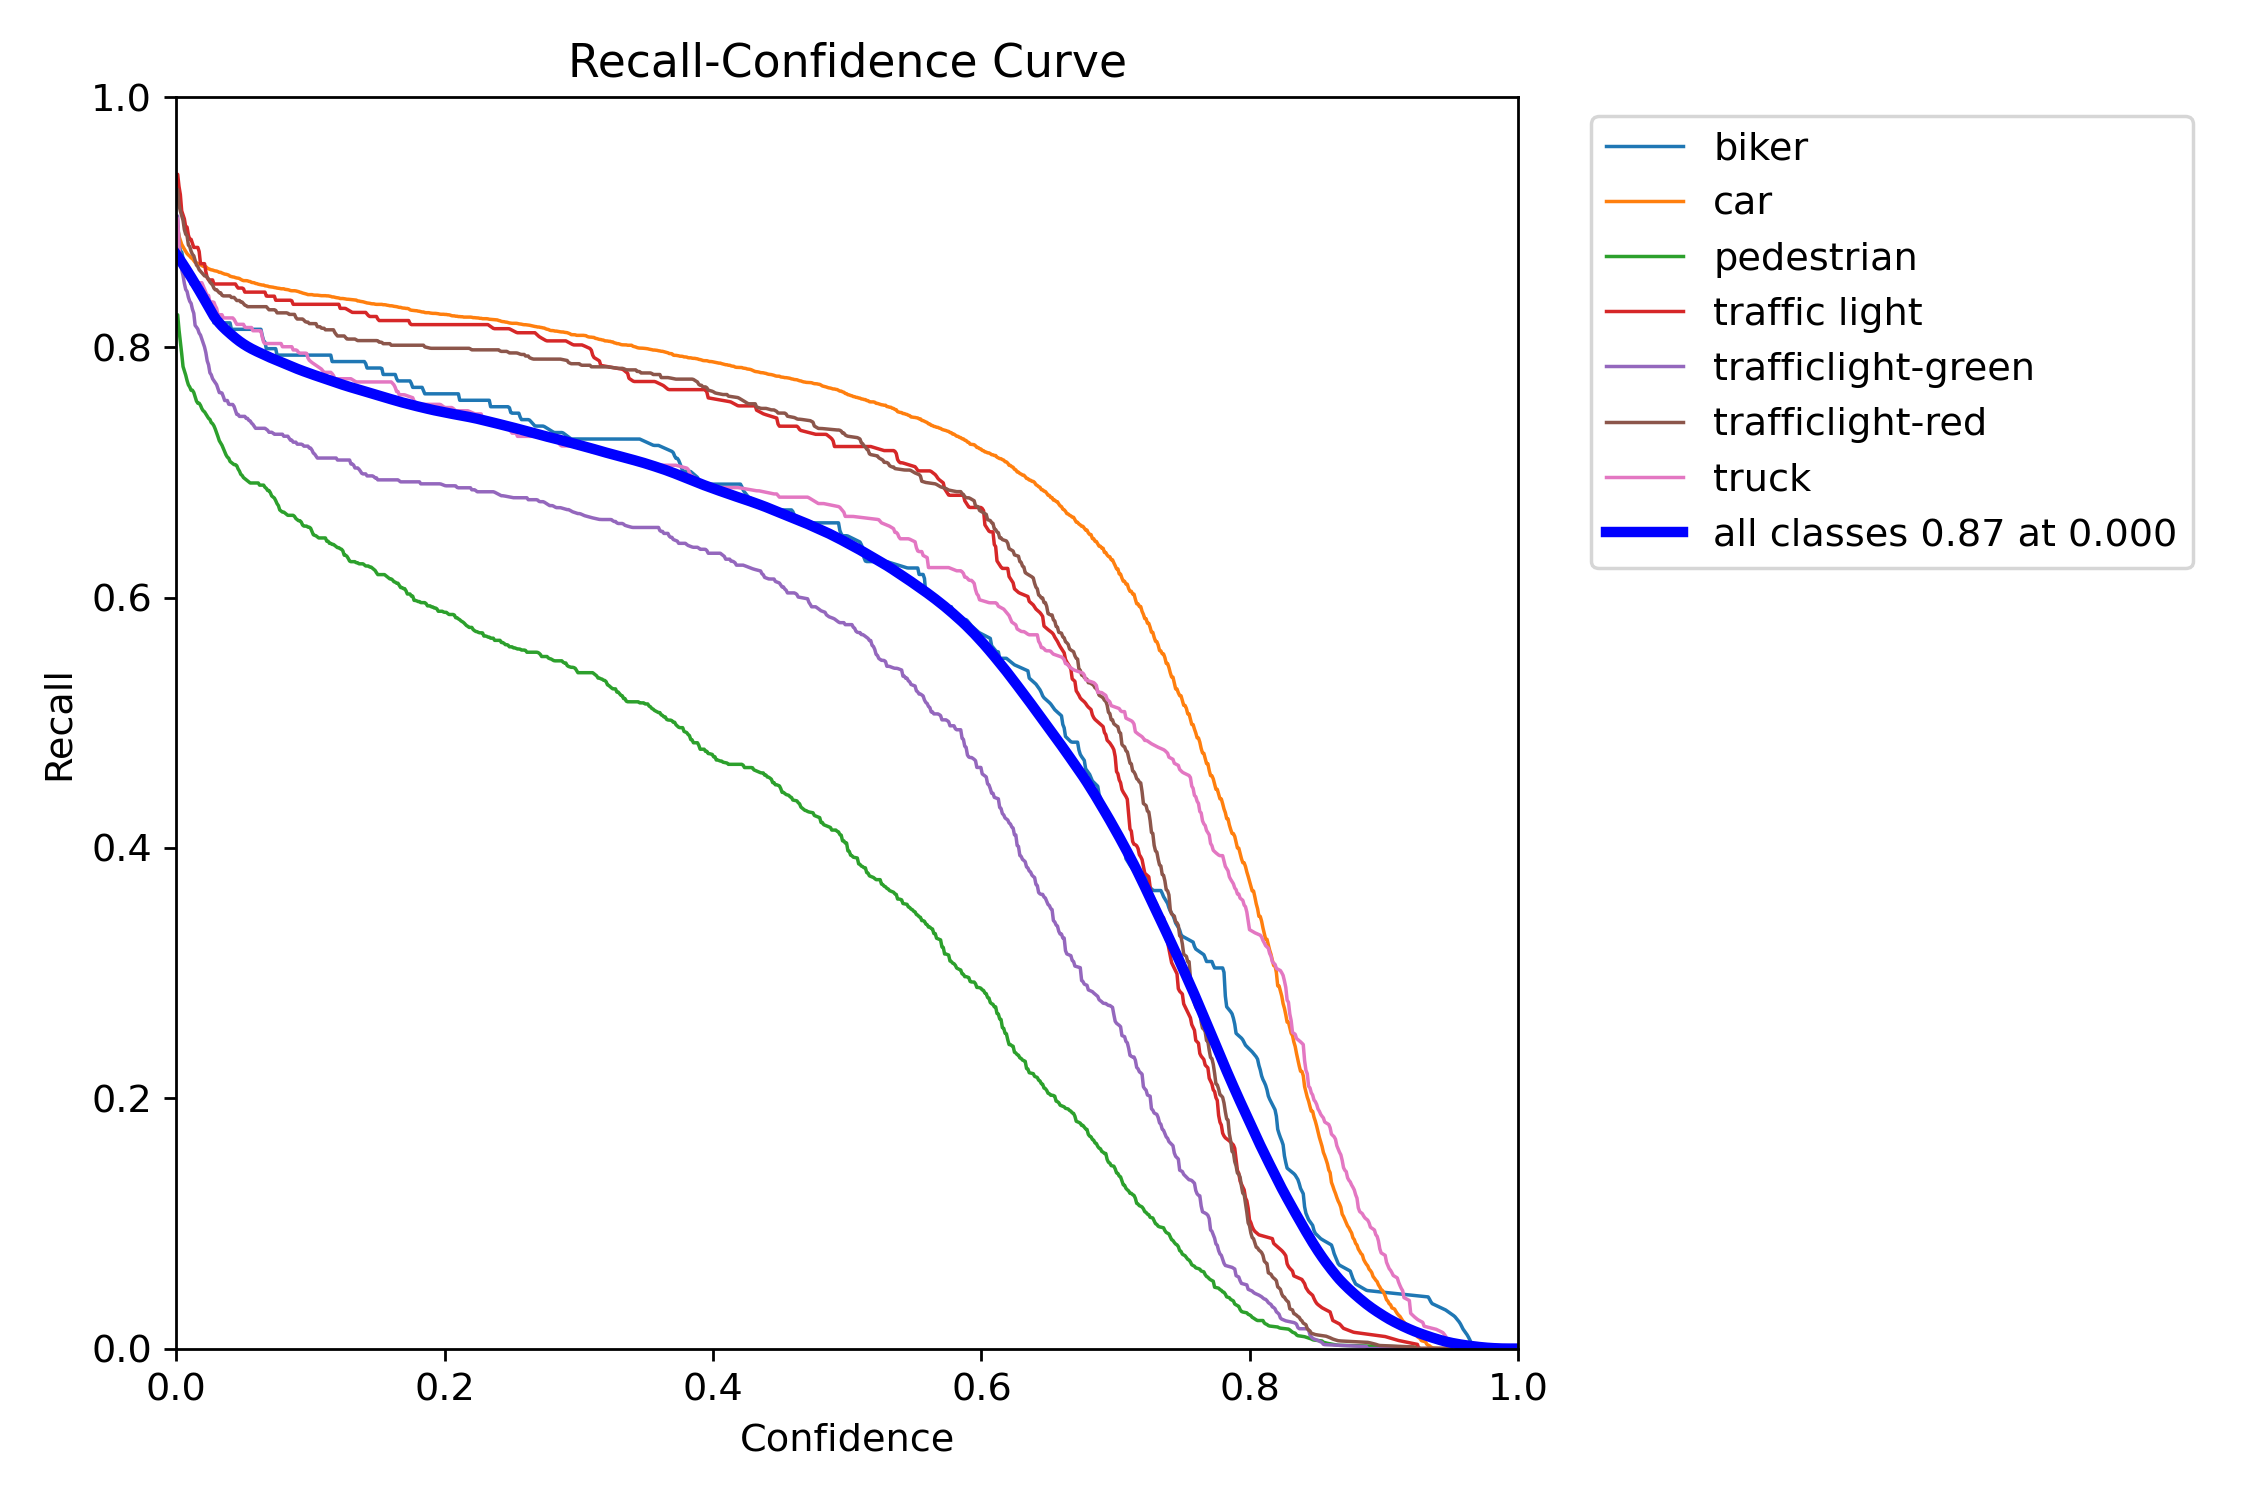 Recall-Confidence Curve
1.0
0.8
0.6
0.4
0.2
0.0
Recall
0.0 0.2 0.4 0.6 0.8 1.0
Confidence
biker
car
pedestrian
traffic light
trafficlight-green
trafficlight-red
truck
all classes 0.87 at 0.000